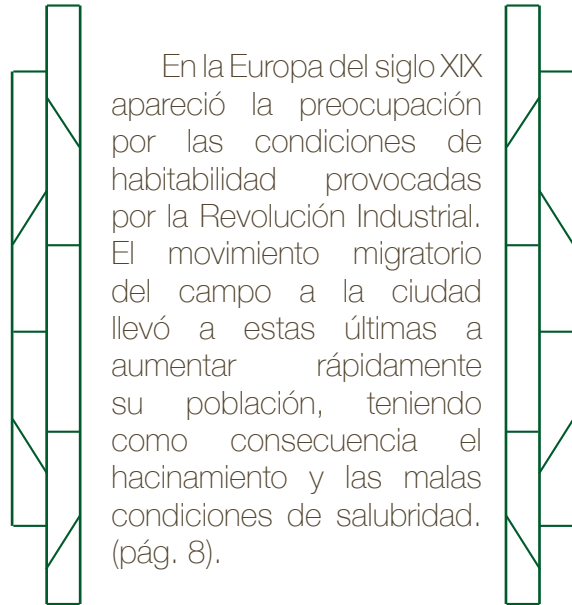 En la Europa del siglo XIX
apareció la preocupación
por las condiciones de
habitabilidad provocadas
por la Revolución Industrial.
El movimiento migratorio
del campo a la ciudad
llevó a estas últimas a
aumentar rápidamente
su población, teniendo
como consecuencia el
hacinamiento y las malas
condiciones de salubridad.
(pág. 8).